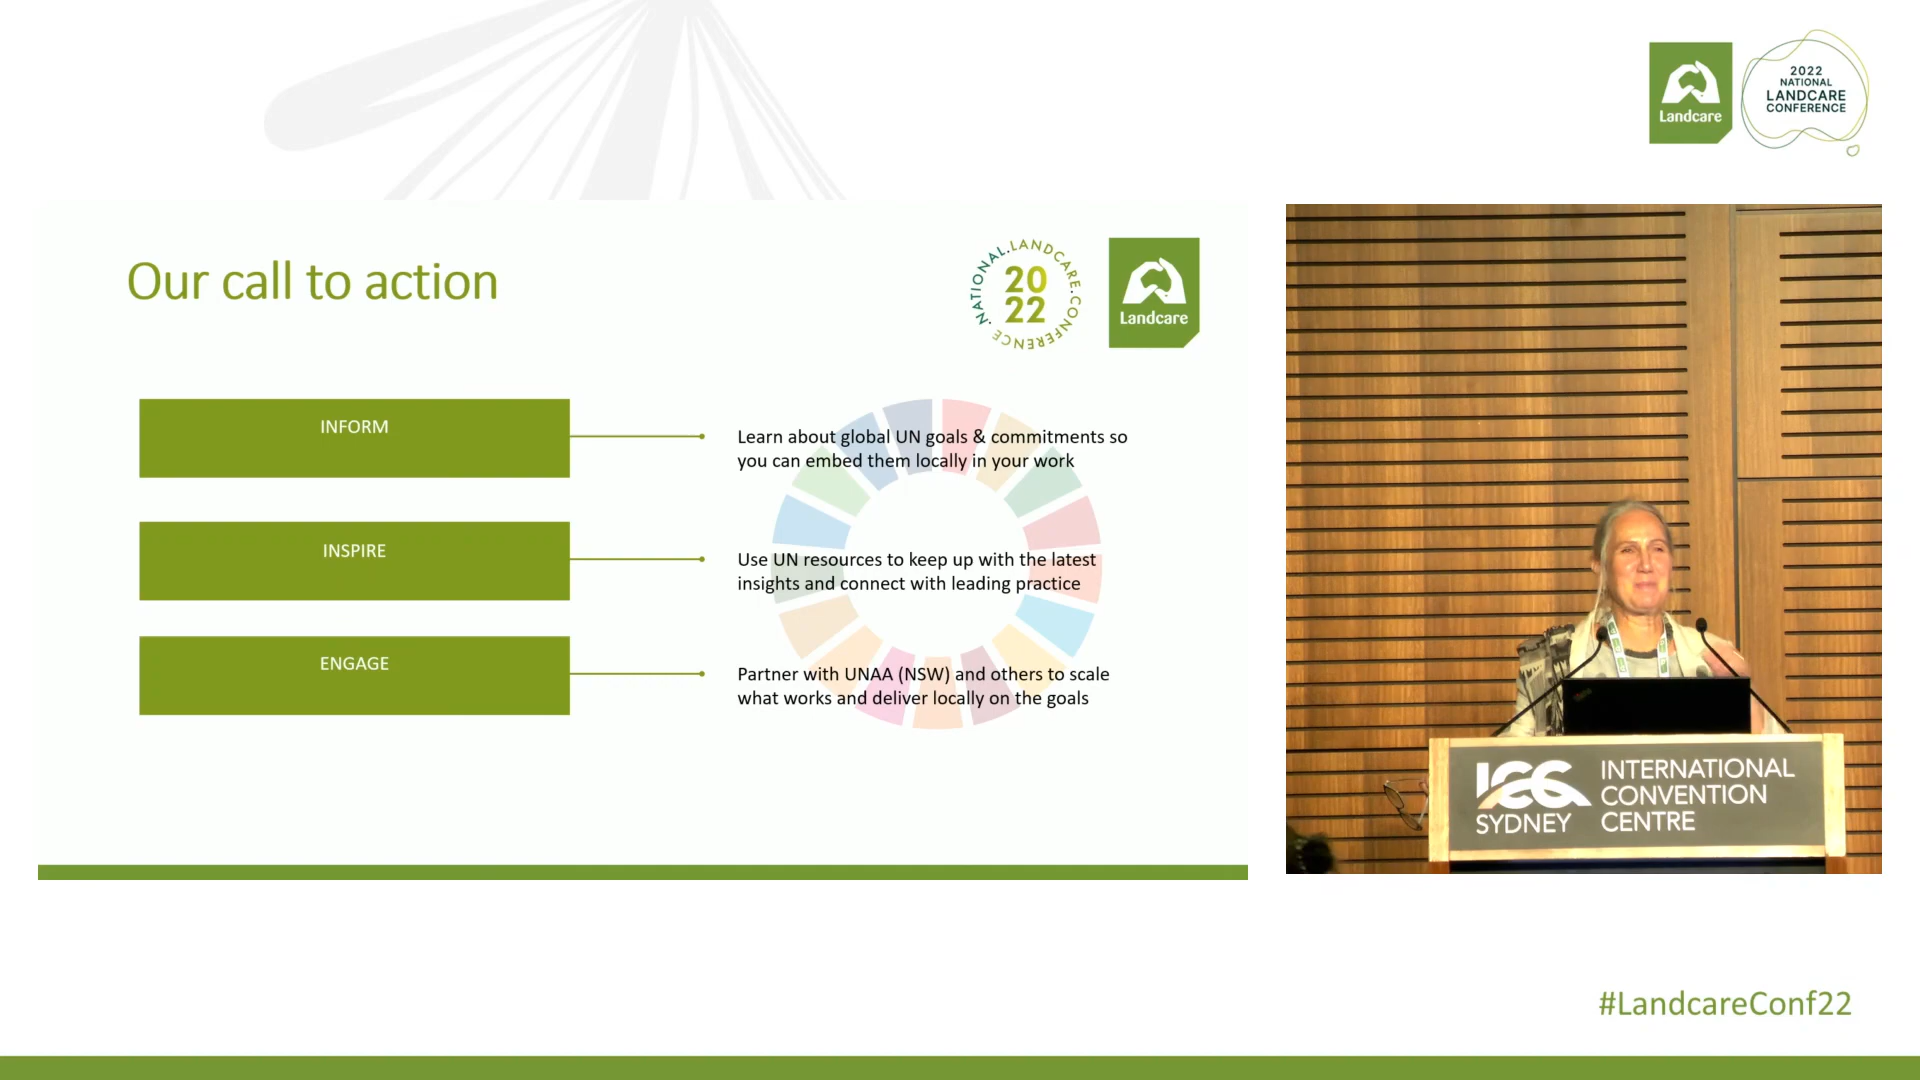 Landcare
2022
NATIONAL
LANDCARE
CONFERENCE
Our call to action
.NATIONAL.LANDCARE.CONFERENCE
20
22
Landcare
INFORM
Learn about global UN goals & commitments so
you can embed them locally in your work
INSPIRE
Use UN resources to keep up with the latest
insights and connect with leading practice
ENGAGE
Partner with UNAA (NSW) and others to scale
what works and deliver locally on the goals
ICC
SYDNEY
INTERNATIONAL
CONVENTION
CENTRE
#LandcareConf22